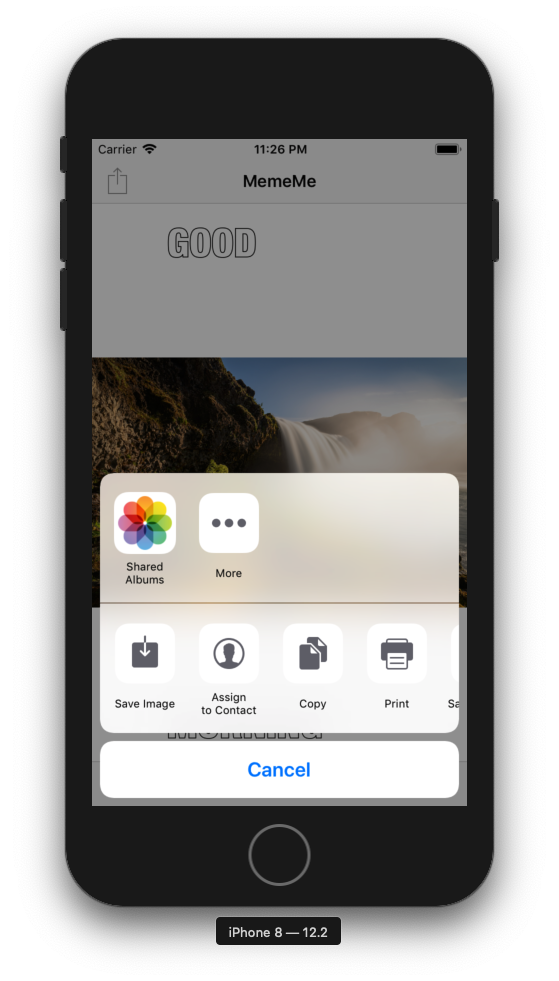 Carrier 11:26 PM
MemeMe
GOOD
Shared
Albums
More
Save Image
Assign
to Contact
Copy
Print
Sa
MORNING
Cancel
iPhone 8 — 12.2